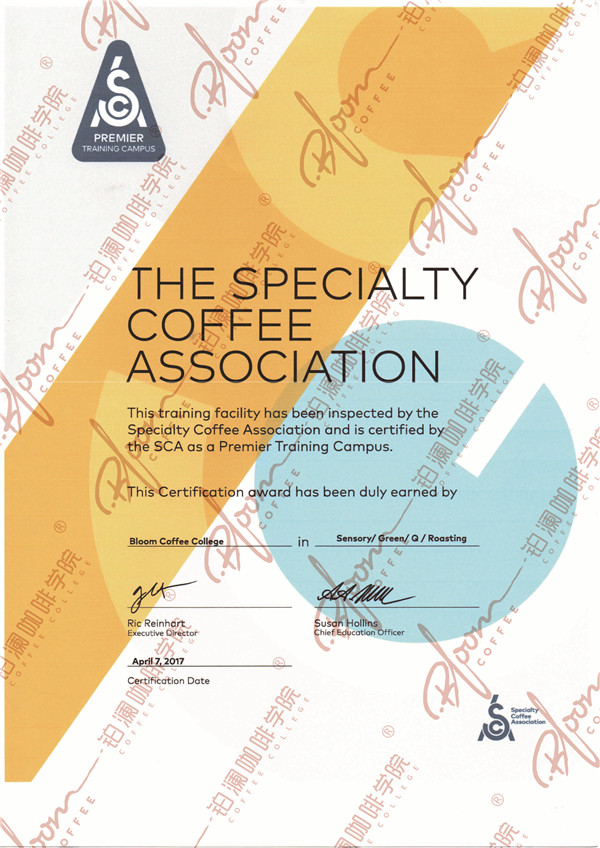 SCA
PREMIER
TRAINING CAMPUS
THE SPECIALTY
COFFEE
ASSOCIATION
This training facility has been inspected by the
Specialty Coffee Association and is certified by
the SCA as a Premier Training Campus.
This Certification award has been duly earned by
Bloom Coffee College in Sensory/ Green/ Q / Roasting
Ric Reinhart
Executive Director
Susan Hollins
Chief Education Officer
April 7, 2017
Certification Date
SCA
Specialty
Coffee
Association
Bloom
COFFEE
铂澜咖啡学院
COFFEE COLLEGE
®